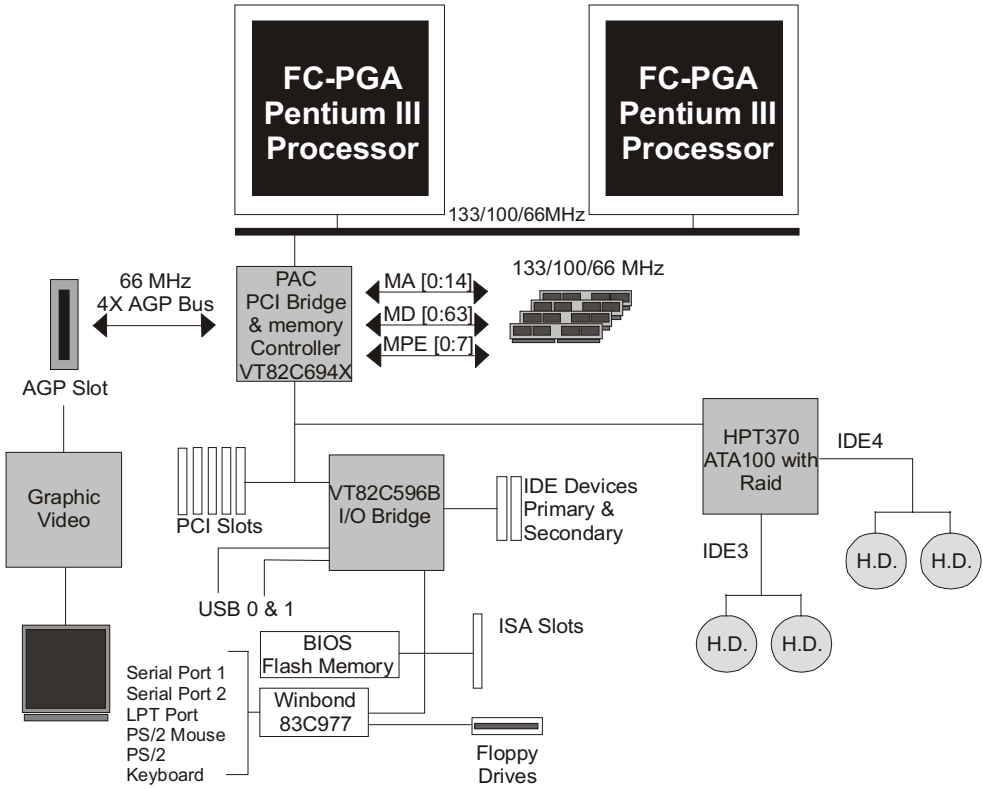 FC-PGA
Pentium III
Processor
FC-PGA
Pentium III
Processor
133/100/66MHz
66 MHz
4X AGP Bus
PAC
PCI Bridge
& memory
Controller
VT82C694X
MA [0:14]
MD [0:63]
MPE [0:7]
133/100/66 MHz
AGP Slot
Graphic
Video
PCI Slots
VT82C596B
I/O Bridge
IDE Devices
Primary &
Secondary
HPT370
ATA100 with
Raid
IDE4
IDE3
H.D.
H.D.
H.D.
H.D.
USB 0 & 1
BIOS
Flash Memory
ISA Slots
Serial Port 1
Serial Port 2
LPT Port
PS/2 Mouse
PS/2
Keyboard
Winbond
83C977
Floppy
Drives